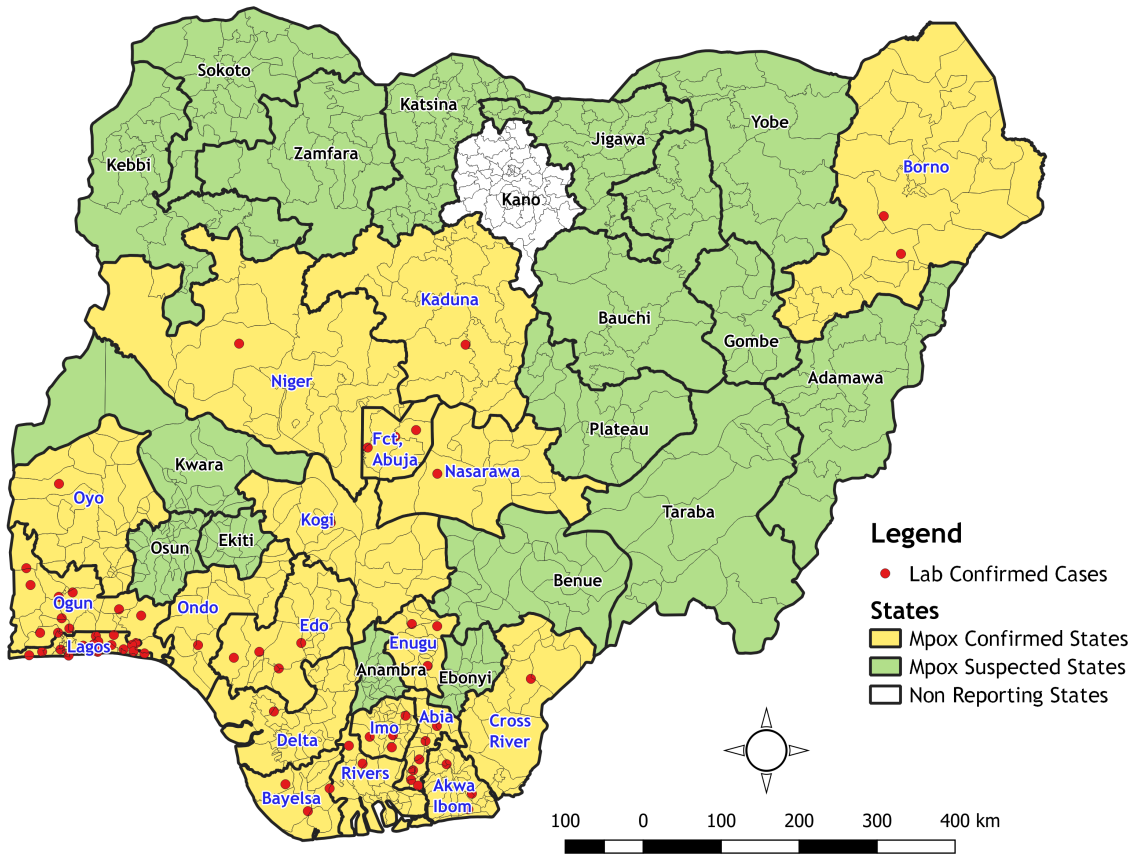 Sokoto
Katsina
Yobe
Jigawa
Zamfara
Kebbi
Borno
Kano
Kaduna
Bauchi
Gombe
Niger
Adamawa
Plateau
Fct,
Abuja
Kwara
Nasarawa
Oyo
Taraba
Kogi
Osun
Ekiti
Benue
Ogun
Ondo
Edo
Enugu
Lagos
Anambra
Ebonyi
Abia
Cross
River
Imo
Delta
Rivers
Akwa
Ibom
Bayelsa
Legend
Lab Confirmed Cases
States
Mpox Confirmed States
Mpox Suspected States
Non Reporting States
100 0 100 200 300 400 km